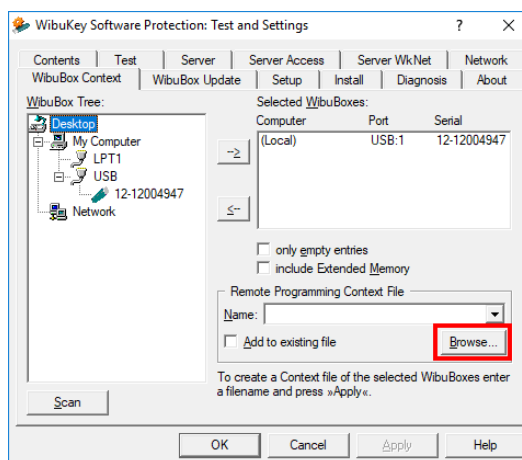 WibuKey Software Protection: Test and Settings
?
X
Contents
Test
Server
Server Access
Server WkNet
Network
WibuBox Context
WibuBox Update
Setup
Install
Diagnosis
About
WibuBox Tree:
Desktop
My Computer
LPT1
USB
12-12004947
Network
Scan
-->
<--
Selected WibuBoxes:
Computer Port Serial
(Local) USB:1 12-12004947
only empty entries
include Extended Memory
Remote Programming Context File
Name:
Add to existing file
Browse...
To create a Context file of the selected WibuBoxes enter
a filename and press »Apply«.
OK
Cancel
Apply
Help